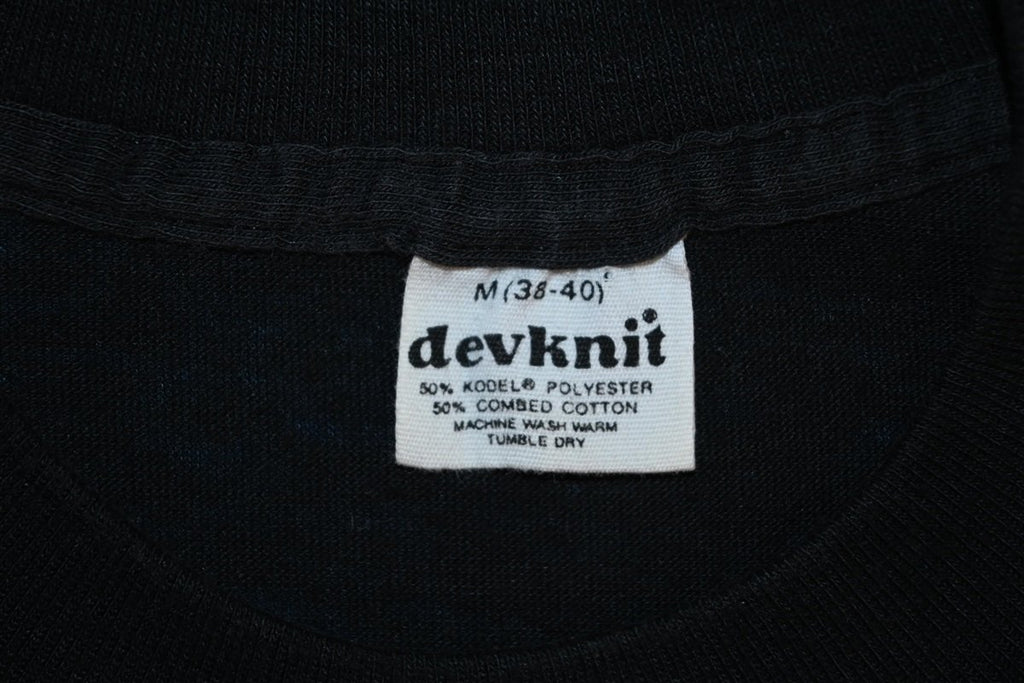 M (38-40)
devknit®
50% KODEL® POLYESTER
50% COMBED COTTON
MACHINE WASH WARM
TUMBLE DRY